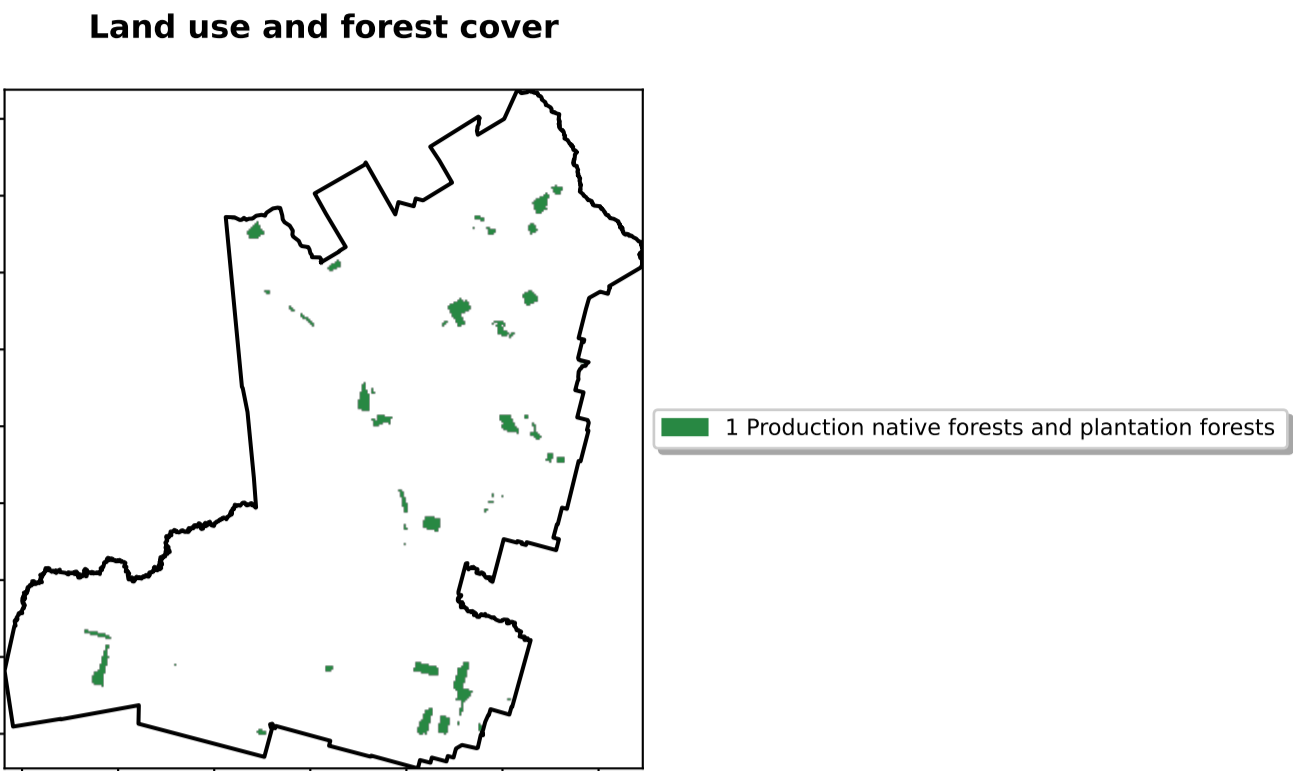 Land use and forest cover
1 Production native forests and plantation forests